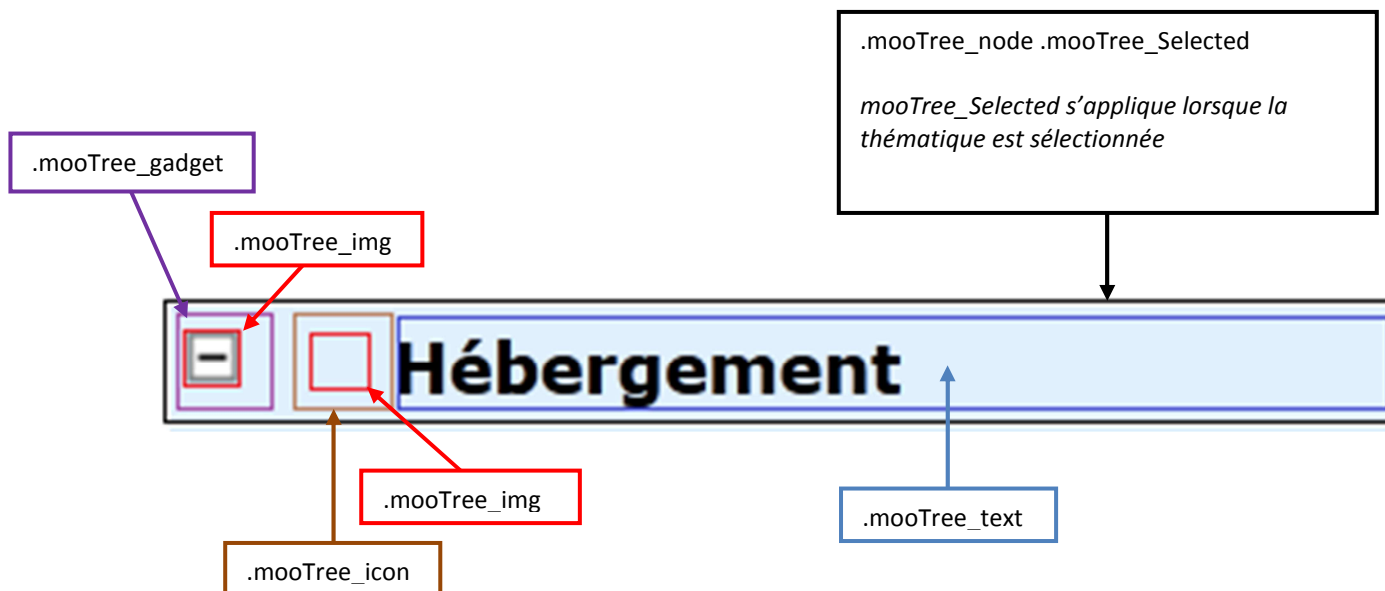 .mooTree_node .mooTree_Selected
mooTree_Selected s’applique lorsque la
thématique est sélectionnée
.mooTree_gadget
.mooTree_img
Hébergement
.mooTree_img
.mooTree_text
.mooTree_icon